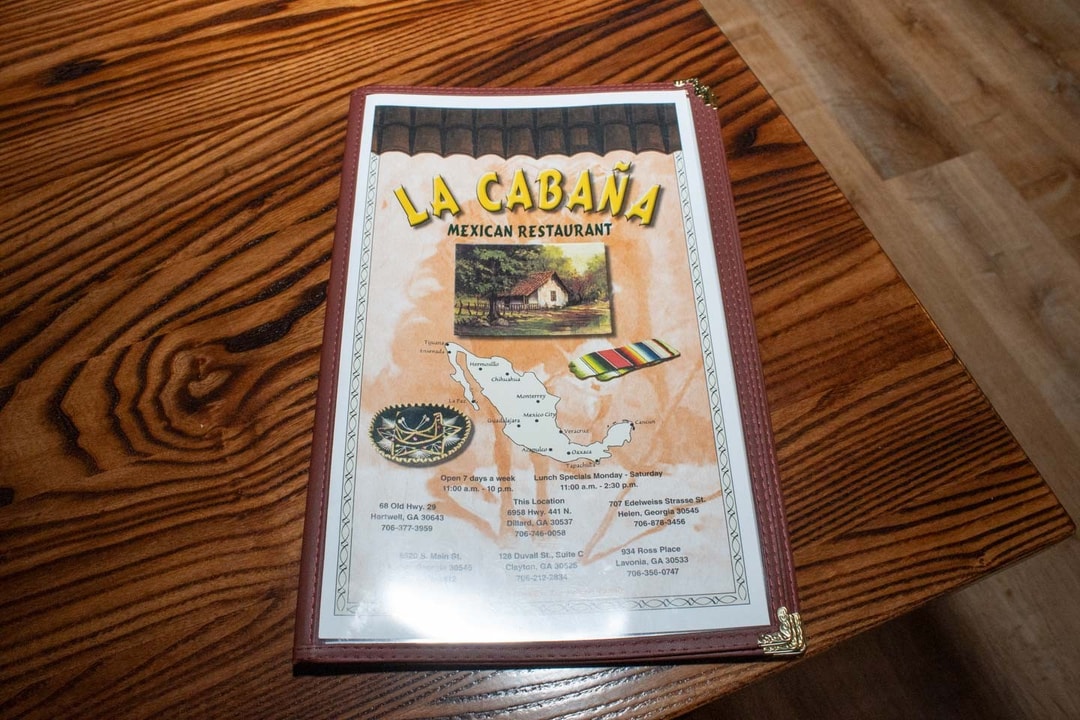 LA CABAÑA
MEXICAN RESTAURANT
Tijuana
Ensenada
Hermosillo
Chihuahua
La Paz
Monterrey
Mexico City
Guadalajara
Veracruz
Cancun
Acapulco
Oaxaca
Tapachula
Open 7 days a week
11:00 a.m. - 10 p.m.
Lunch Specials Monday - Saturday
11:00 a.m. - 2:30 p.m.
68 Old Hwy. 29
Hartwell, GA 30643
706-377-3959
This Location
6958 Hwy. 441 N.
Dillard, GA 30537
706-746-0058
707 Edelweiss Strasse St.
Helen, Georgia 30545
706-878-3456
S. Main St.
128 Duvall St., Suite C
Clayton, GA 30525
706-212-2834
934 Ross Place
Lavonia, GA 30533
706-356-0747